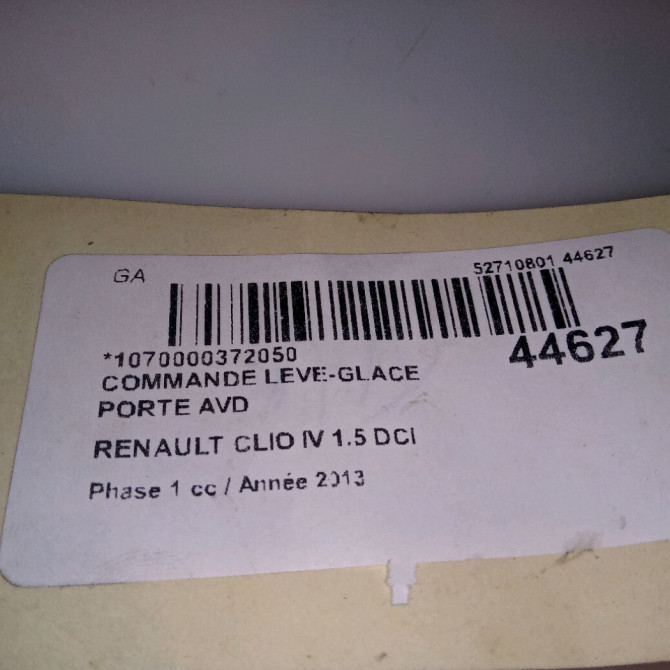 GA
52710801 44627
*1070000372050
44627
COMMANDE LEVE-GLACE
PORTE AVD
RENAULT CLIO IV 1.5 DCI
Phase 1 cc / Année 2013